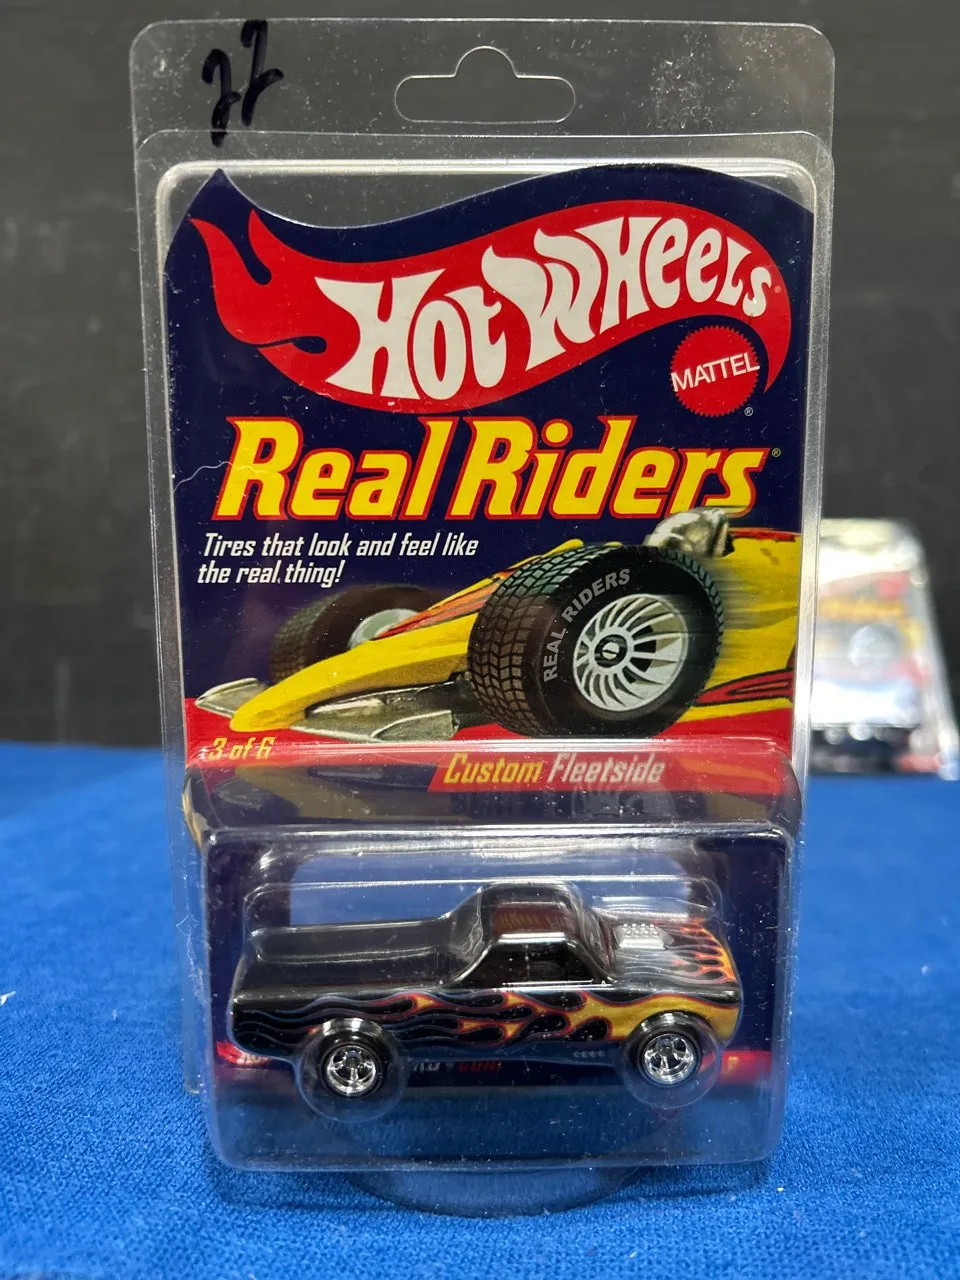 22
Hot Wheels®
MATTEL
®
Real Riders®
Tires that look and feel like
the real thing!
REAL RIDERS
3 of 6
Custom Fleetside